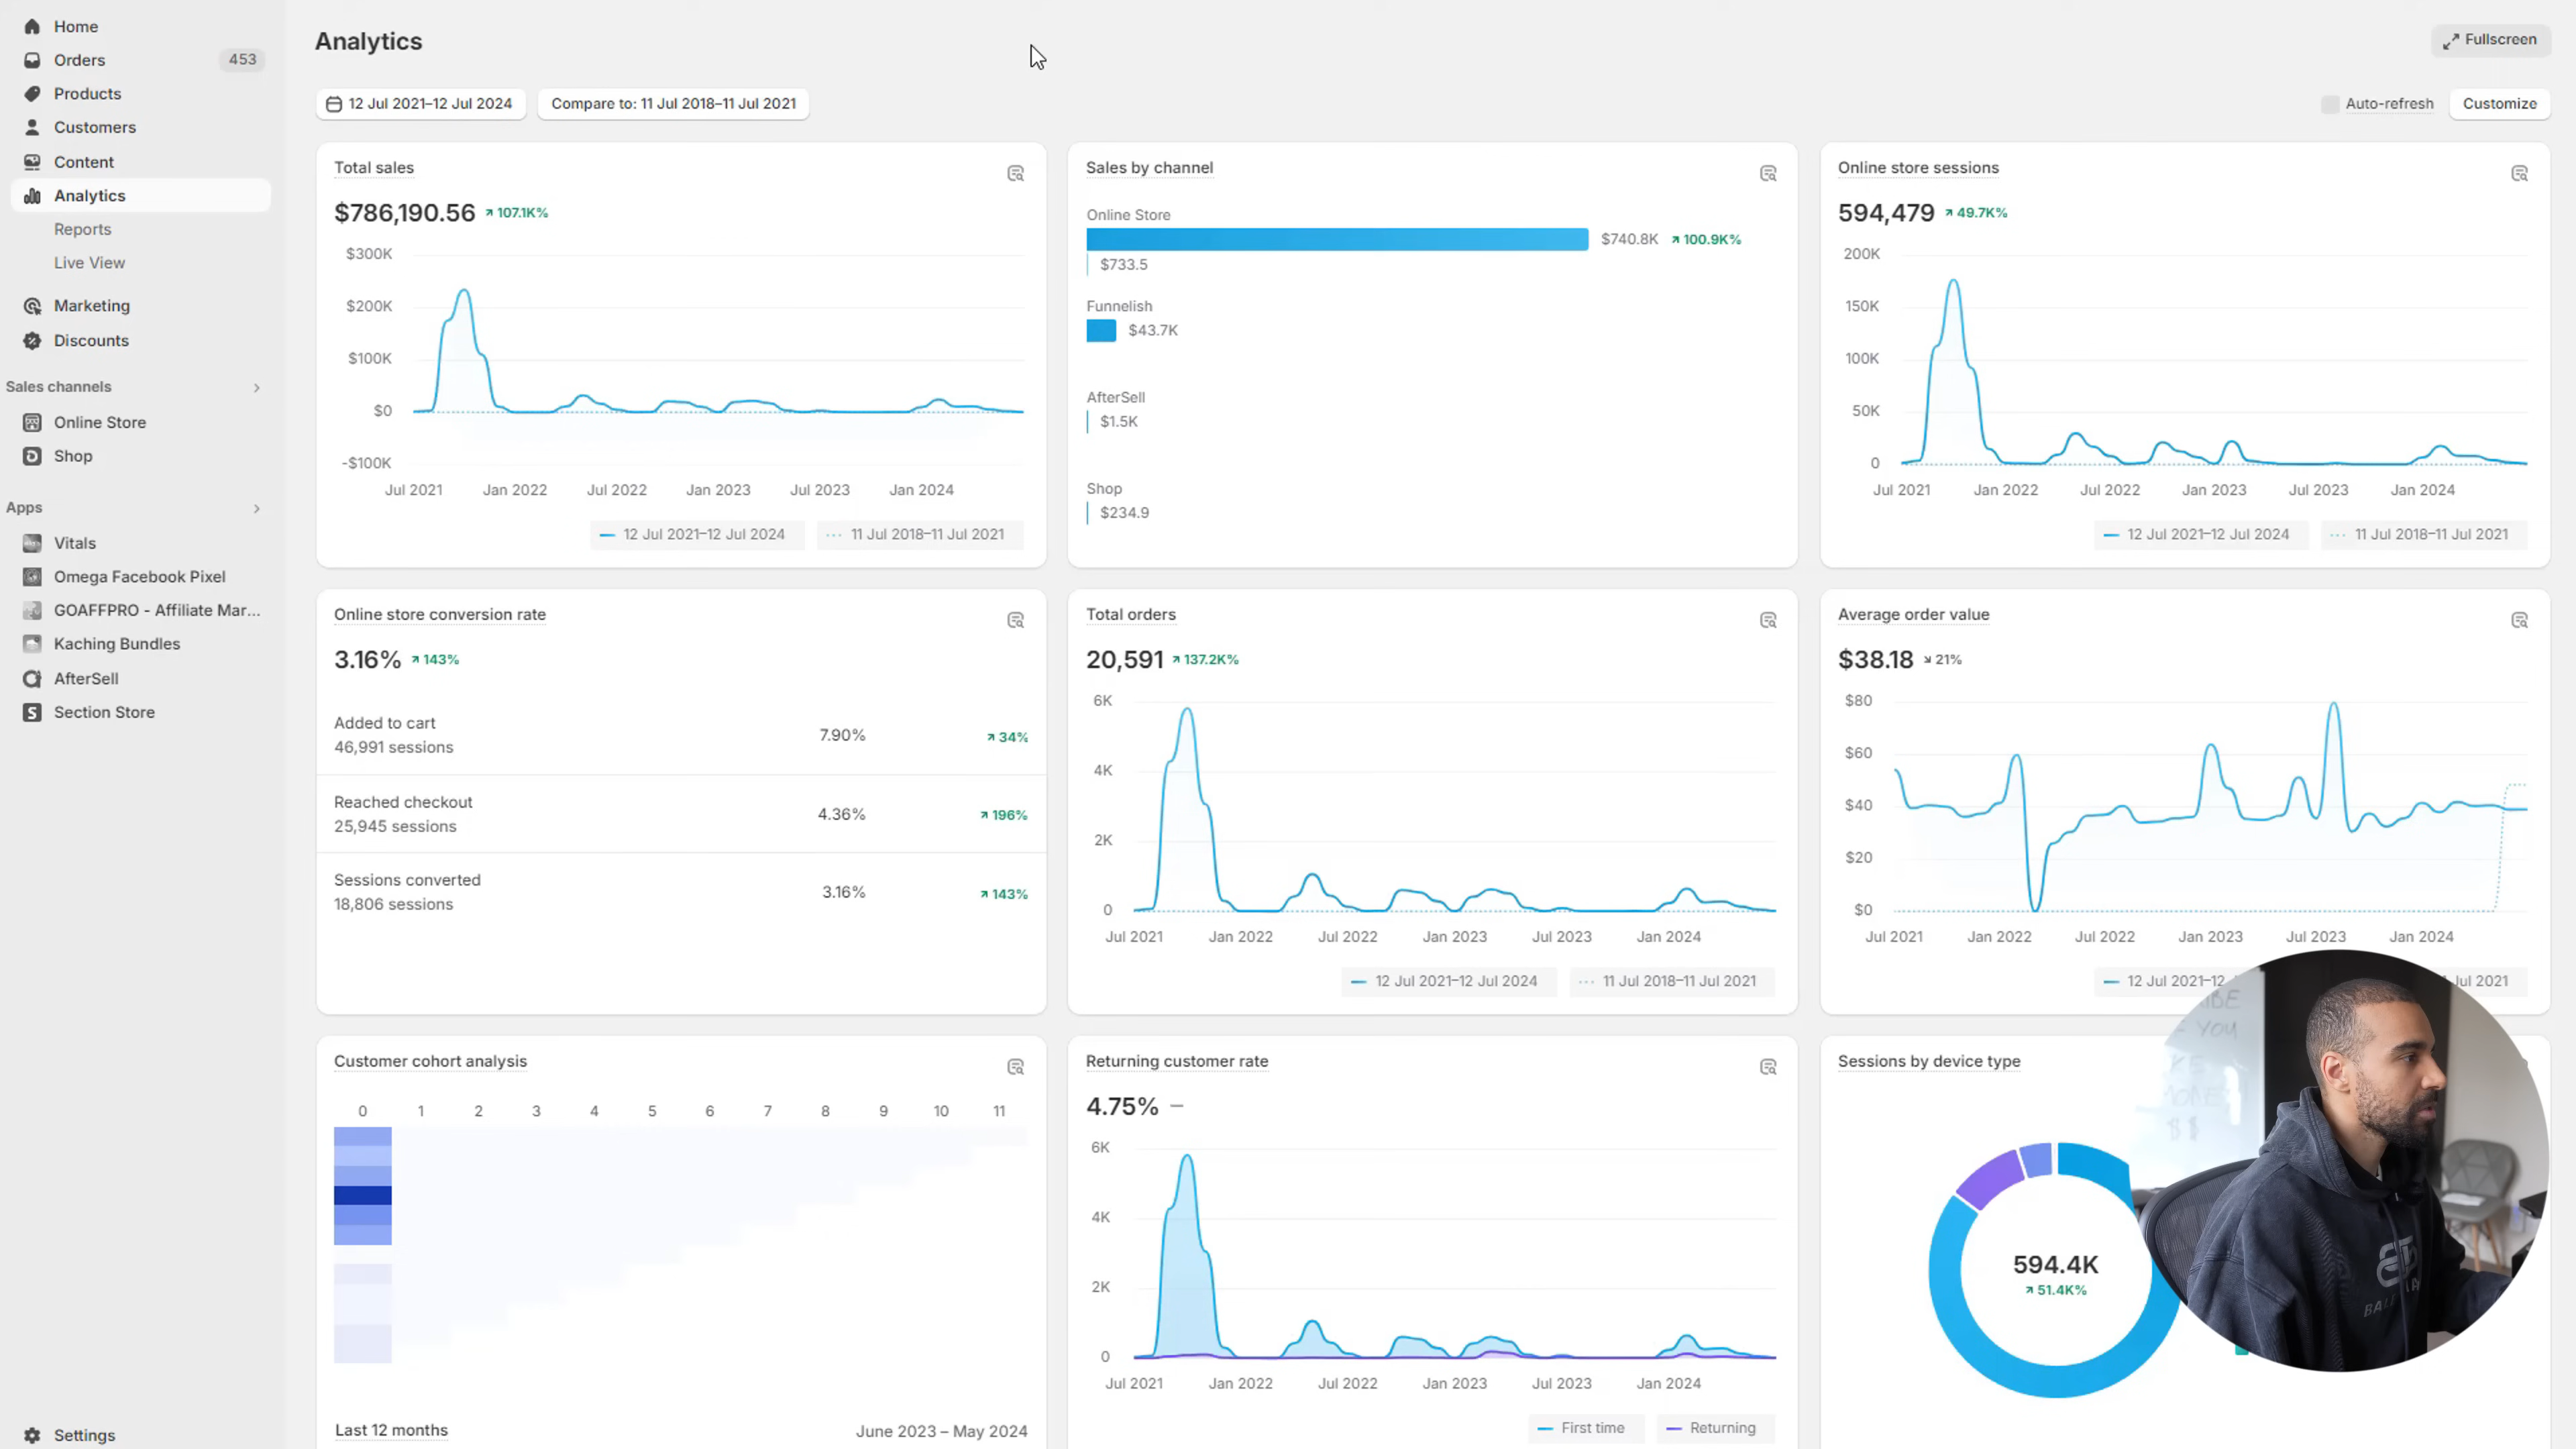 Home
Orders 453
Products
Customers
Content
Analytics
Reports
Live View
Marketing
Discounts
Sales channels
Online Store
Shop
Apps
Vitals
Omega Facebook Pixel
GOAFFPRO - Affiliate Mar...
Kaching Bundles
AfterSell
Section Store
Settings
Analytics
Fullscreen
12 Jul 2021–12 Jul 2024 Compare to: 11 Jul 2018–11 Jul 2021
Auto-refresh Customize
Total sales
$786,190.56 107.1K%
$300K
$200K
$100K
$0
-$100K
Jul 2021 Jan 2022 Jul 2022 Jan 2023 Jul 2023 Jan 2024
12 Jul 2021–12 Jul 2024 11 Jul 2018–11 Jul 2021
Sales by channel
Online Store
$740.8K 100.9K%
$733.5
Funnelish
$43.7K
AfterSell
$1.5K
Shop
$234.9
Online store sessions
594,479 49.7K%
200K
150K
100K
50K
0
Jul 2021 Jan 2022 Jul 2022 Jan 2023 Jul 2023 Jan 2024
12 Jul 2021–12 Jul 2024 11 Jul 2018–11 Jul 2021
Online store conversion rate
3.16% 143%
Added to cart
46,991 sessions 7.90% 34%
Reached checkout
25,945 sessions 4.36% 196%
Sessions converted
18,806 sessions 3.16% 143%
Total orders
20,591 137.2K%
6K
4K
2K
0
Jul 2021 Jan 2022 Jul 2022 Jan 2023 Jul 2023 Jan 2024
12 Jul 2021–12 Jul 2024 11 Jul 2018–11 Jul 2021
Average order value
$38.18 21%
$80
$60
$40
$20
$0
Jul 2021 Jan 2022 Jul 2022 Jan 2023 Jul 2023 Jan 2024
12 Jul 2021–12 Jul 2021
Customer cohort analysis
0 1 2 3 4 5 6 7 8 9 10 11
Last 12 months June 2023 – May 2024
Returning customer rate
4.75% –
6K
4K
2K
0
Jul 2021 Jan 2022 Jul 2022 Jan 2023 Jul 2023 Jan 2024
First time Returning
Sessions by device type
594.4K
51.4K%
YOU
$ $